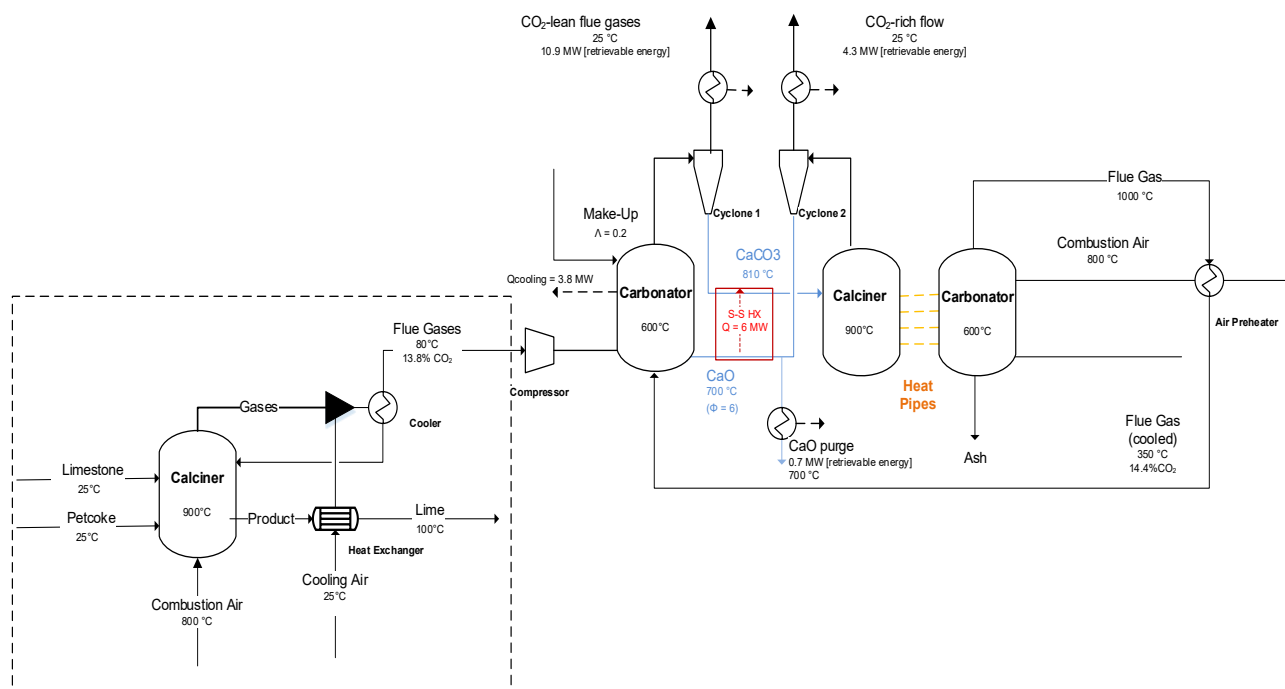 CO₂-lean flue gases
25 °C
10.9 MW [retrievable energy]
CO₂-rich flow
25 °C
4.3 MW [retrievable energy]
Cyclone 1
Cyclone 2
Make-Up
Λ = 0.2
Qcooling = 3.8 MW
Carbonator
600°C
CaCO3
810 °C
S-S HX
Q = 6 MW
CaO
700 °C
(Φ = 6)
Calciner
900°C
Heat
Pipes
Carbonator
600°C
Flue Gas
1000 °C
Combustion Air
800 °C
Air Preheater
Flue Gas
(cooled)
350 °C
14.4%CO₂
Ash
CaO purge
0.7 MW [retrievable energy]
700 °C
Compressor
Flue Gases
80°C
13.8% CO₂
Cooler
Gases
Limestone
25°C
Petcoke
25°C
Calciner
900°C
Product
Heat Exchanger
Lime
100°C
Cooling Air
25°C
Combustion Air
800 °C